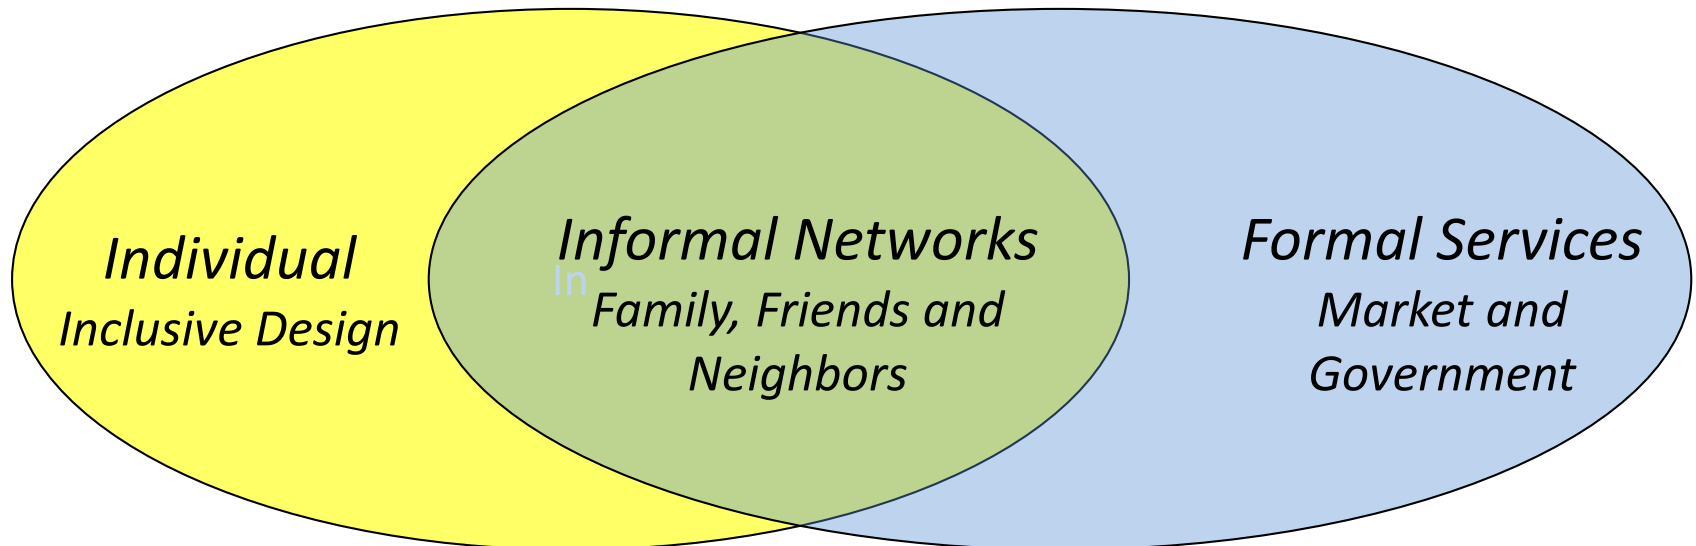 Individual
Inclusive Design
Informal Networks
In
Family, Friends and
Neighbors
Formal Services
Market and
Government